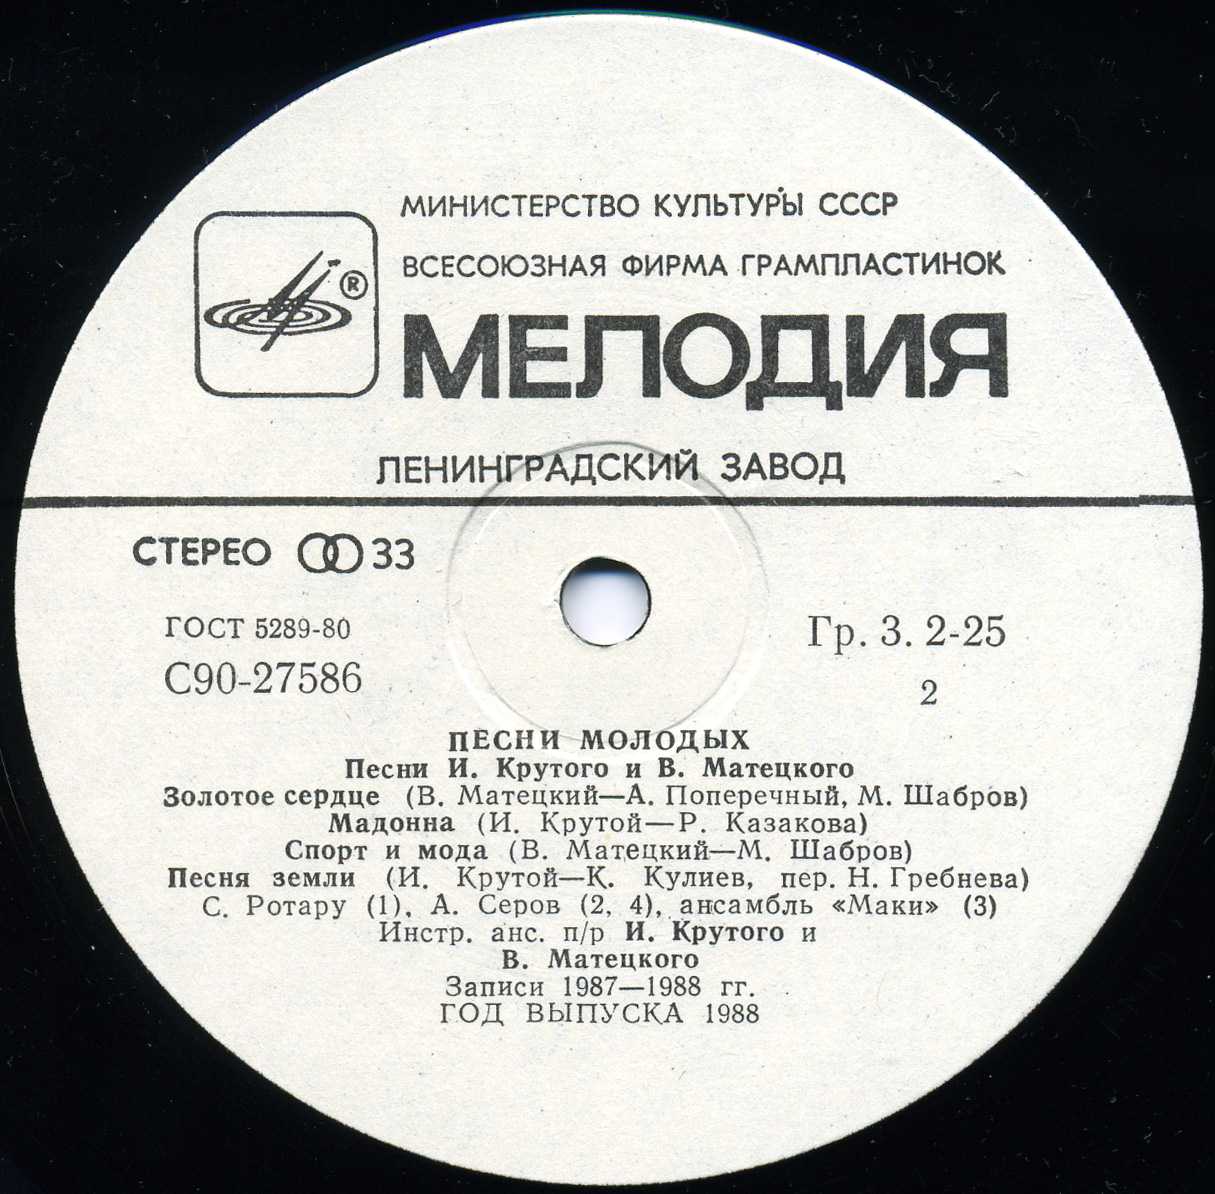 МИНИСТЕРСТВО КУЛЬТУРЫ СССР
ВСЕСОЮЗНАЯ ФИРМА ГРАМПЛАСТИНОК
®
МЕЛОДИЯ
ЛЕНИНГРАДСКИЙ ЗАВОД
СТЕРЕО 33
ГОСТ 5289-80
С90-27586
Гр. 3. 2-25
2
ПЕСНИ МОЛОДЫХ
Песни И. Крутого и В. Матецкого
Золотое сердце (В. Матецкий—А. Поперечный, М. Шабров)
Мадонна (И. Крутой—Р. Казакова)
Спорт и мода (В. Матецкий—М. Шабров)
Песня земли (И. Крутой—К. Кулиев, пер. Н. Гребнева)
С. Ротару (1), А. Серов (2, 4), ансамбль «Маки» (3)
Инстр. анс. п/р И. Крутого и
В. Матецкого
Записи 1987—1988 гг.
ГОД ВЫПУСКА 1988